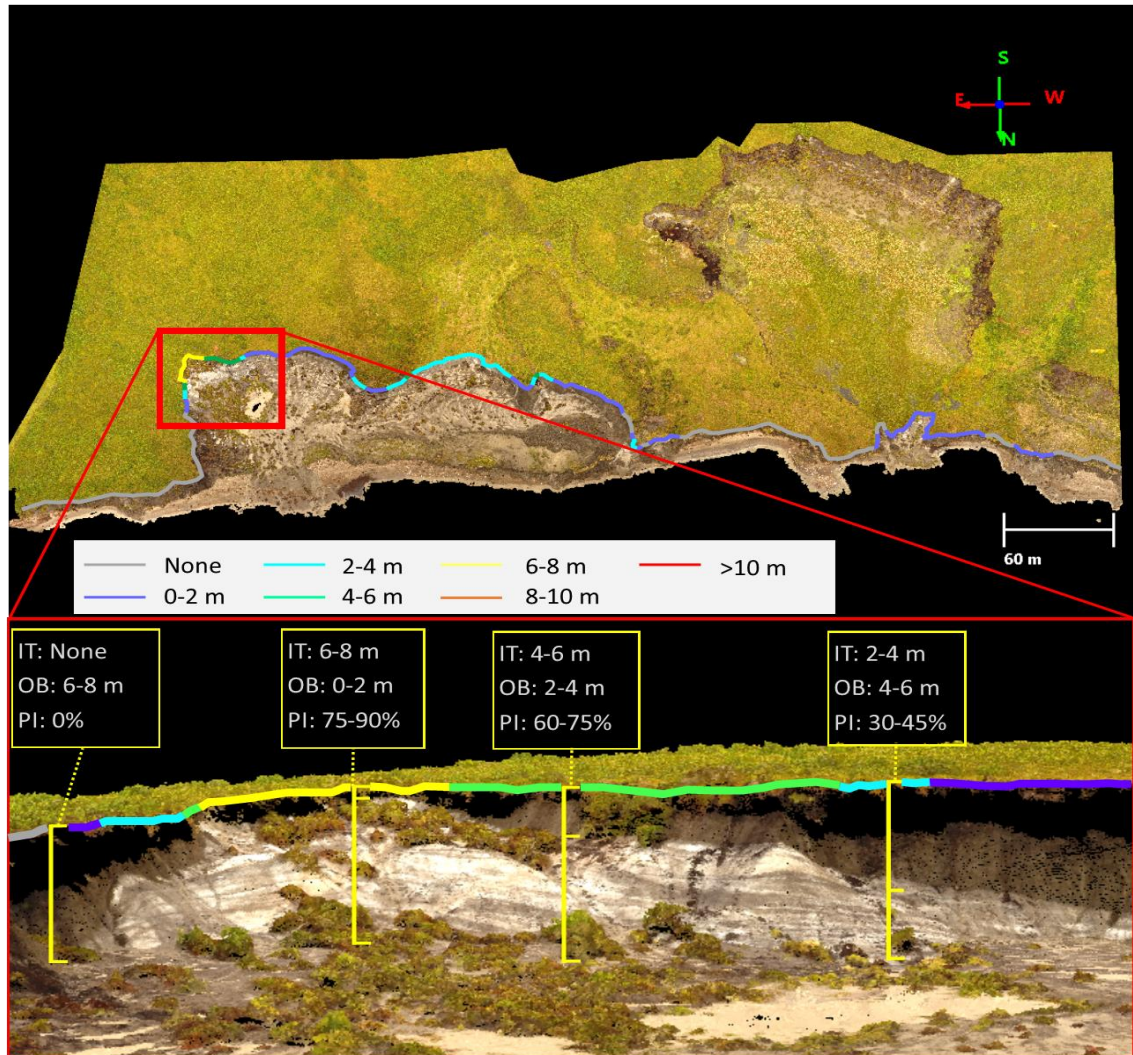 S
E
W
N
60 m
None
2-4 m
6-8 m
>10 m
0-2 m
4-6 m
8-10 m
IT: None
OB: 6-8 m
PI: 0%
IT: 6-8 m
OB: 0-2 m
PI: 75-90%
IT: 4-6 m
OB: 2-4 m
PI: 60-75%
IT: 2-4 m
OB: 4-6 m
PI: 30-45%